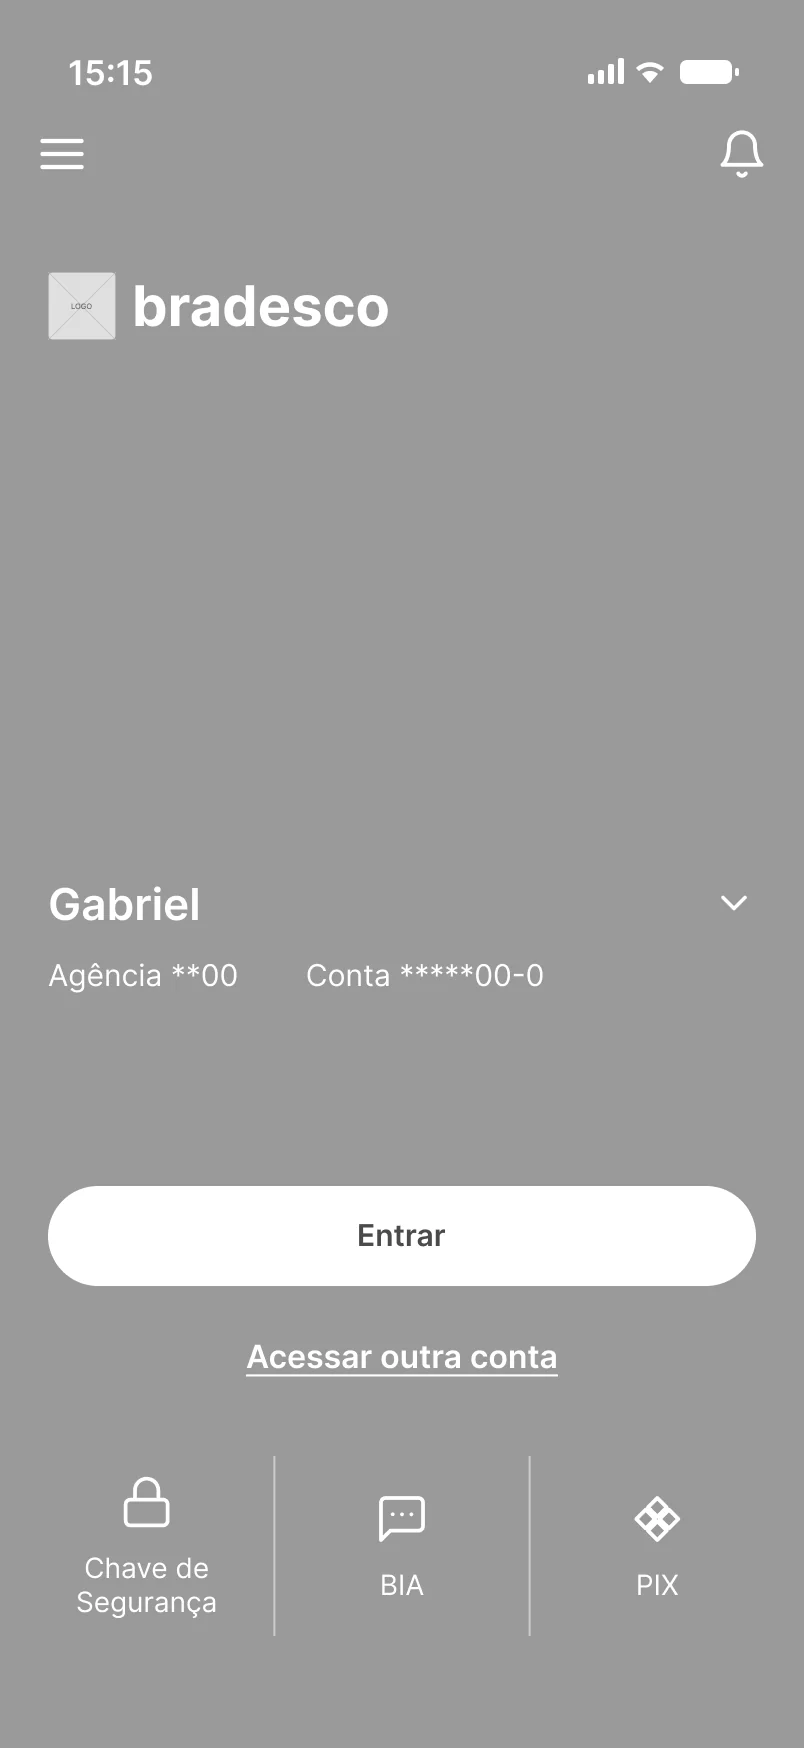 15:15
LOGO
bradesco
Gabriel
Agência **00 Conta *****00-0
Entrar
Acessar outra conta
Chave de
Segurança
BIA
PIX